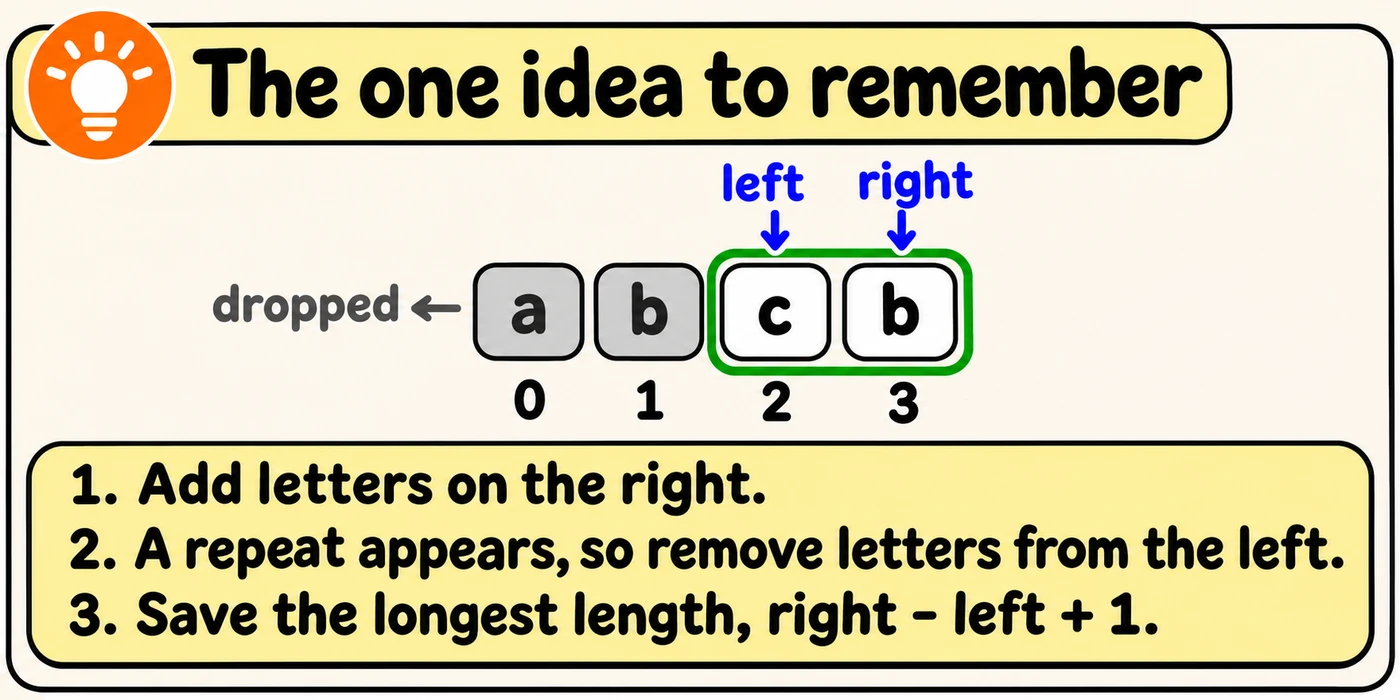 The one idea to remember
left right
dropped ← a b c b
0 1 2 3
1. Add letters on the right.
2. A repeat appears, so remove letters from the left.
3. Save the longest length, right – left + 1.